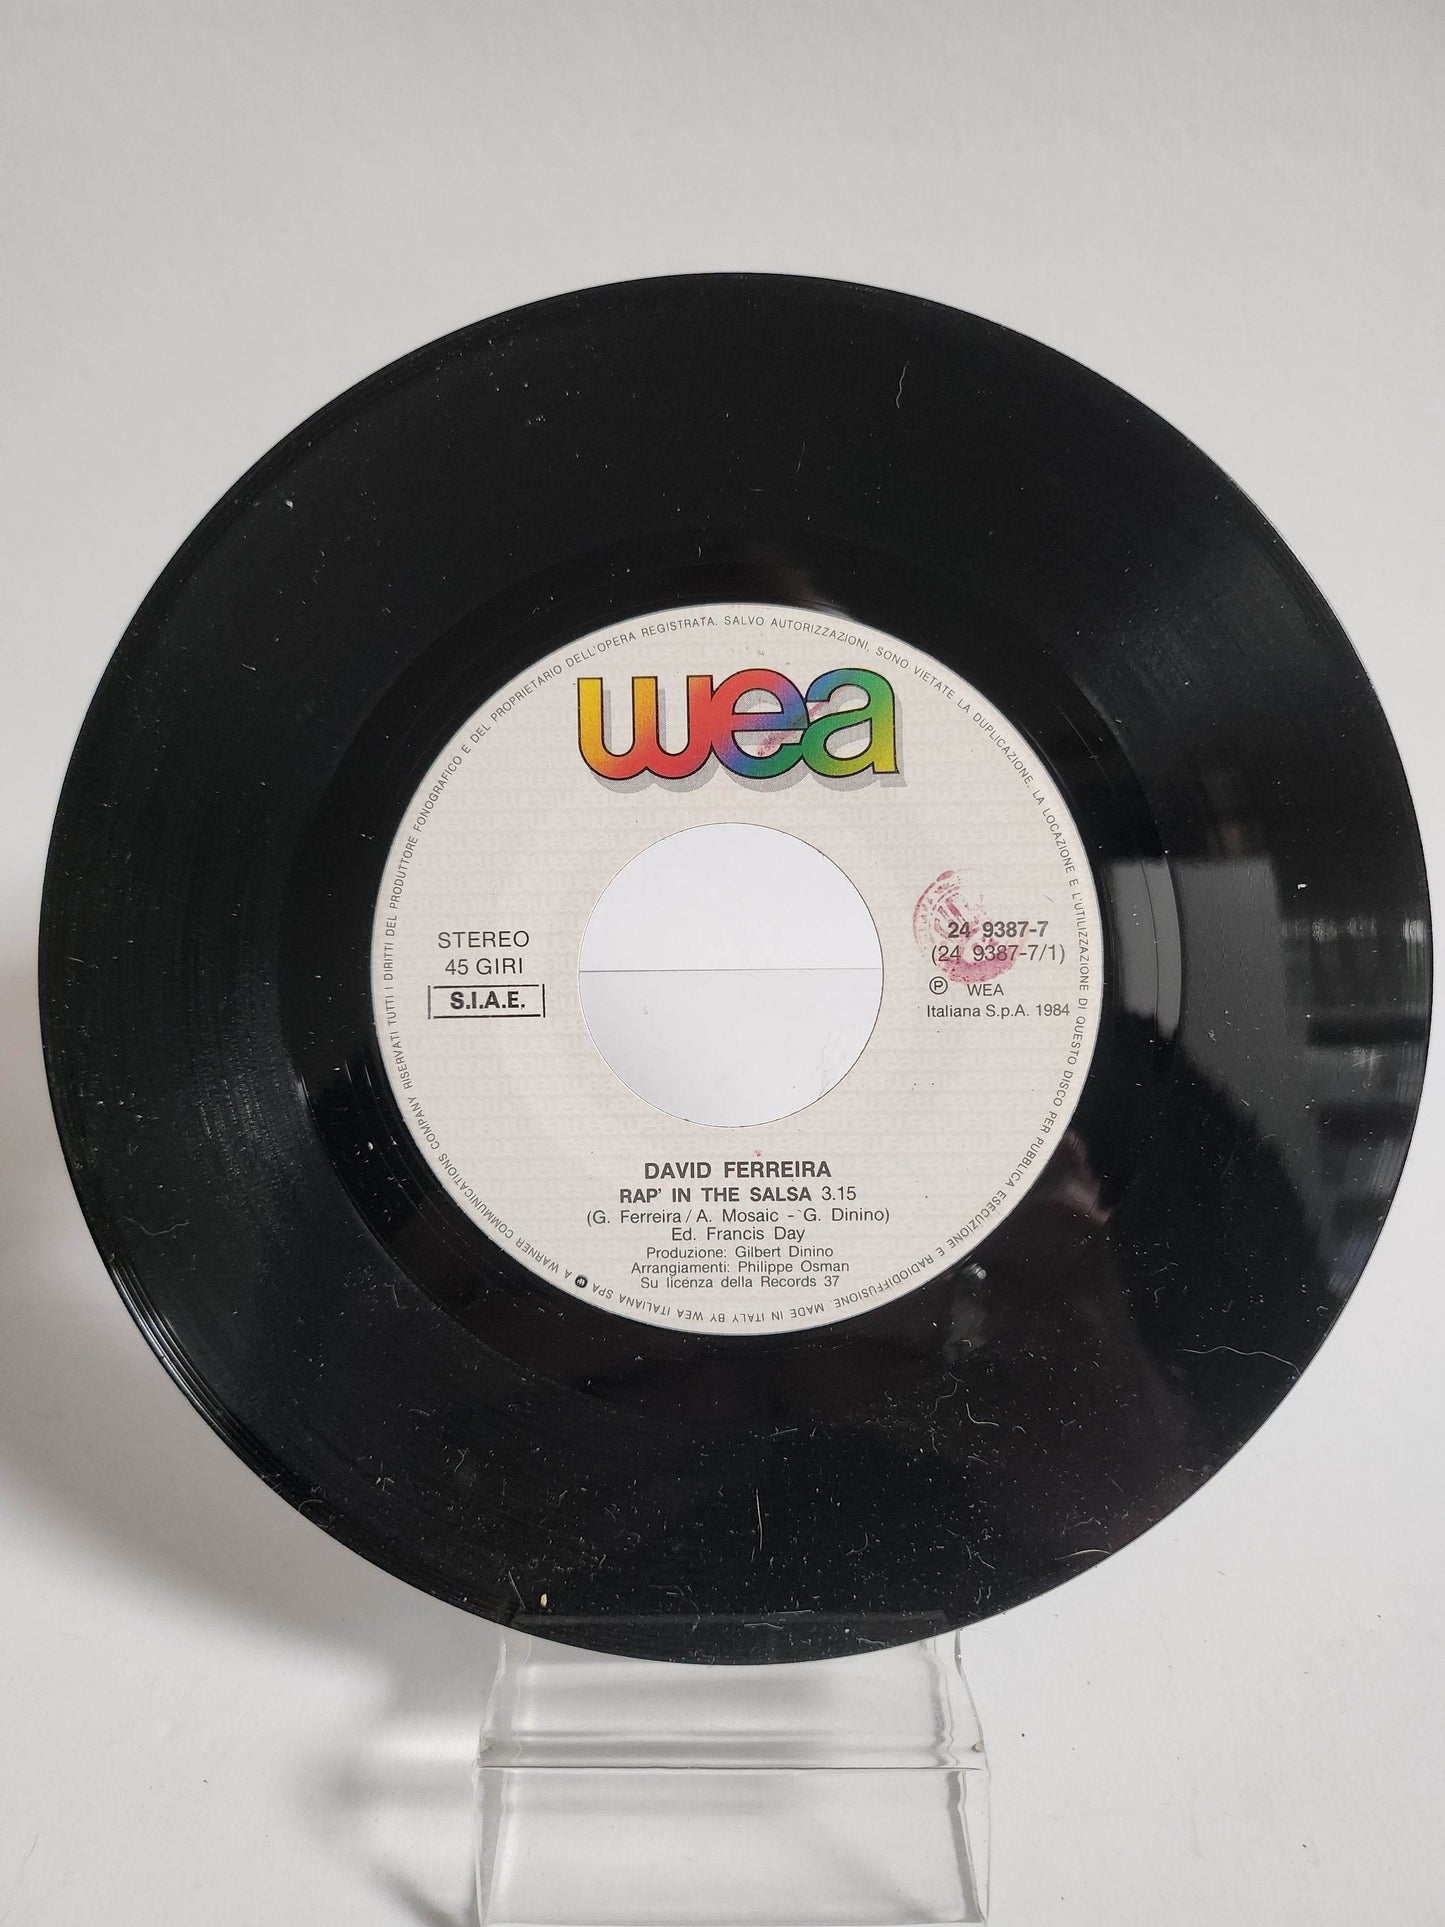 RISERVATI TUTTI I DIRITTI DEL PRODUTTORE FONOGRAFICO E DEL PROPRIETARIO DELL'OPERA REGISTRATA. SALVO AUTORIZZAZIONI, SONO VIETATE LA DUPLICAZIONE, LA LOCAZIONE E L'UTILIZZAZIONE DI QUESTO DISCO PER PUBBLICA ESECUZIONE E RADIODIFFUSIONE. MADE IN ITALY BY WEA ITALIANA SPA A WARNER COMMUNICATIONS COMPANY
wea
STEREO
45 GIRI
S.I.A.E.
24 9387-7
(24 9387-7/1)
Ⓟ WEA
Italiana S.p.A. 1984
DAVID FERREIRA
RAP' IN THE SALSA 3.15
(G. Ferreira / A. Mosaic - G. Dinino)
Ed. Francis Day
Produzione: Gilbert Dinino
Arrangiamenti: Philippe Osman
Su licenza della Records 37